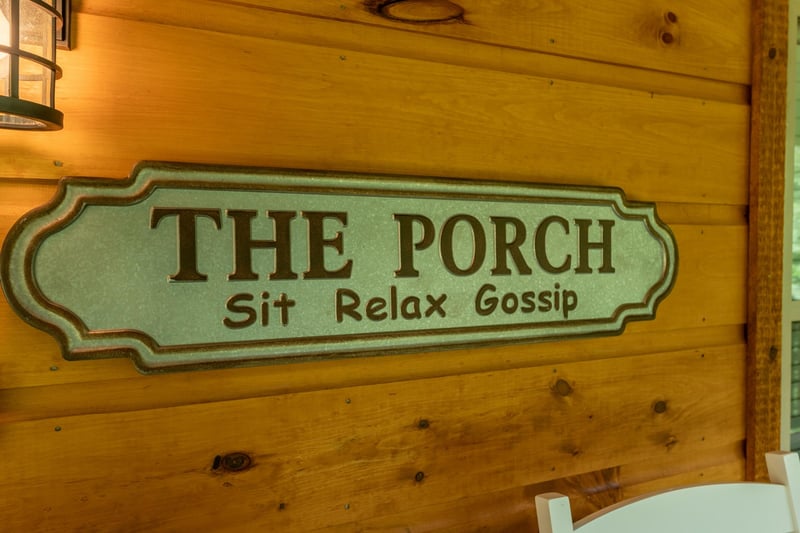 THE PORCH
Sit Relax Gossip